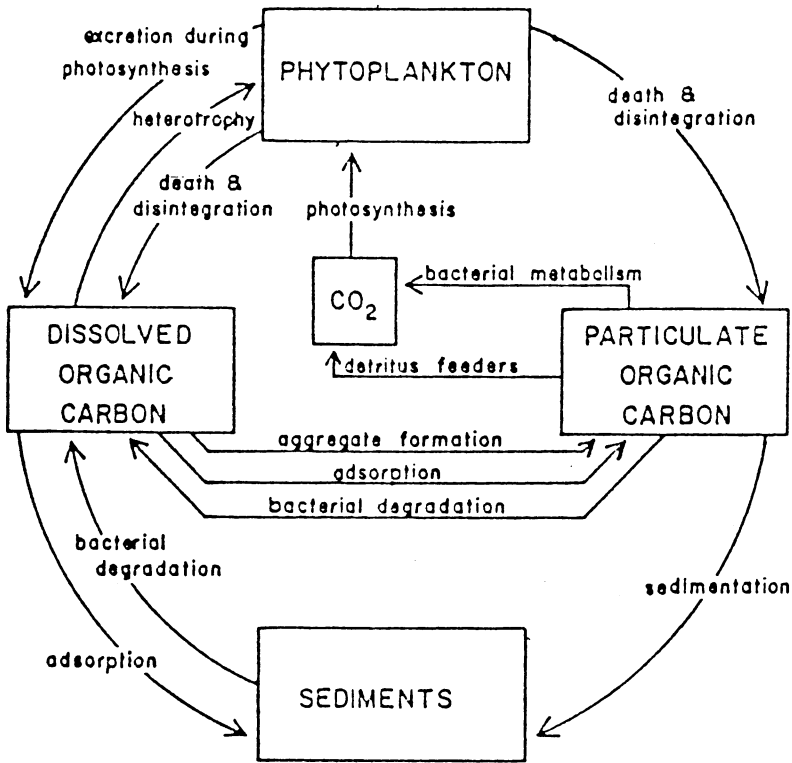 excretion during
photosynthesis
PHYTOPLANKTON
death &
disintegration
heterotrophy
death &
disintegration
photosynthesis
CO₂
bacterial metabolism
DISSOLVED
ORGANIC
CARBON
PARTICULATE
ORGANIC
CARBON
detritus feeders
aggregate formation
adsorption
bacterial degradation
bacterial
degradation
sedimentation
adsorption
SEDIMENTS